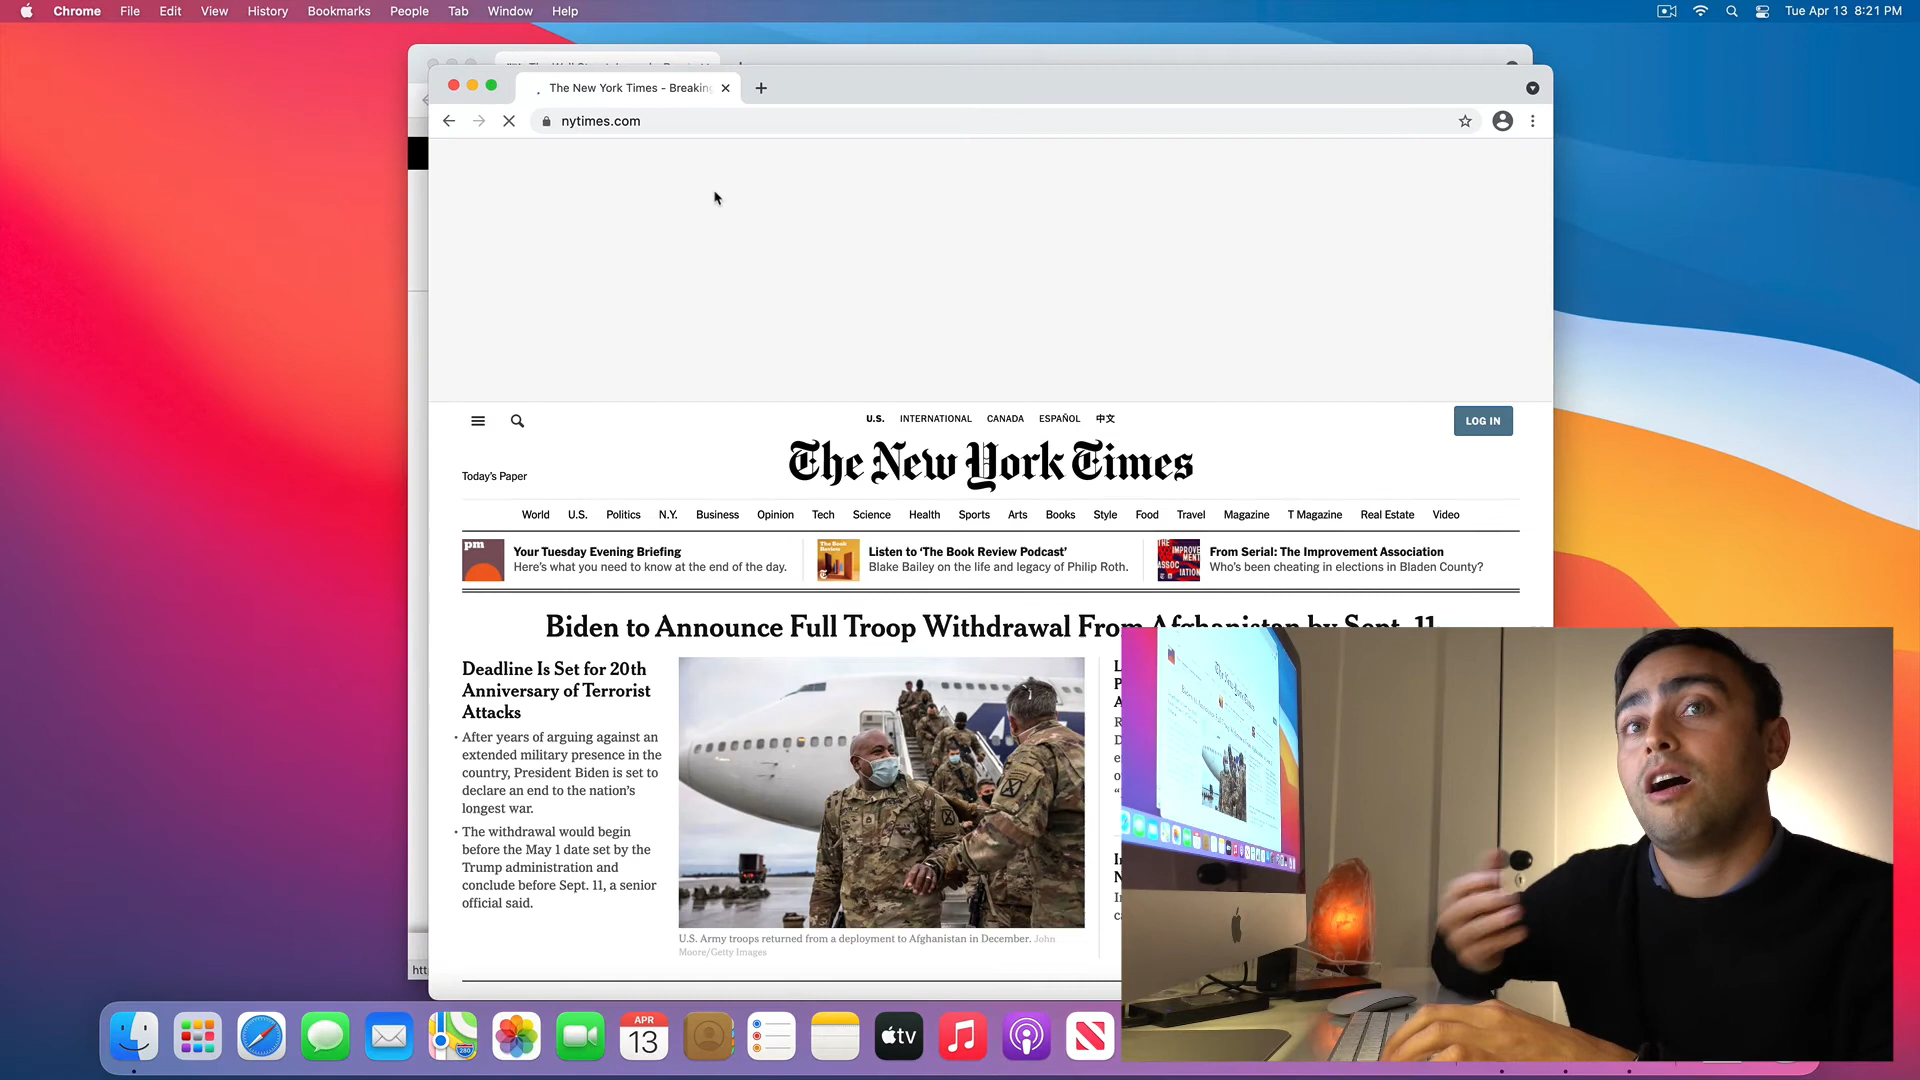 Chrome File Edit View History Bookmarks People Tab Window Help
Tue Apr 13 8:21 PM
The New York Times - Breaking
nytimes.com
U.S. INTERNATIONAL CANADA ESPAÑOL 中文
LOG IN
The New York Times
Today's Paper
World U.S. Politics N.Y. Business Opinion Tech Science Health Sports Arts Books Style Food Travel Magazine T Magazine Real Estate Video
pm
Your Tuesday Evening Briefing
Here's what you need to know at the end of the day.
Listen to 'The Book Review Podcast'
Blake Bailey on the life and legacy of Philip Roth.
From Serial: The Improvement Association
Who's been cheating in elections in Bladen County?
Biden to Announce Full Troop Withdrawal From Afghanistan by Sept. 11
Deadline Is Set for 20th
Anniversary of Terrorist
Attacks
• After years of arguing against an
extended military presence in the
country, President Biden is set to
declare an end to the nation's
longest war.
• The withdrawal would begin
before the May 1 date set by the
Trump administration and
conclude before Sept. 11, a senior
official said.
U.S. Army troops returned from a deployment to Afghanistan in December. John
Moore/Getty Images
htt
APR
13
280
tv